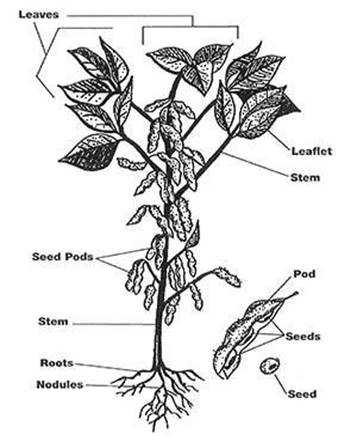 Leaves
Leaflet
Stem
Seed Pods
Pod
Stem
Seeds
Roots
Nodules
Seed